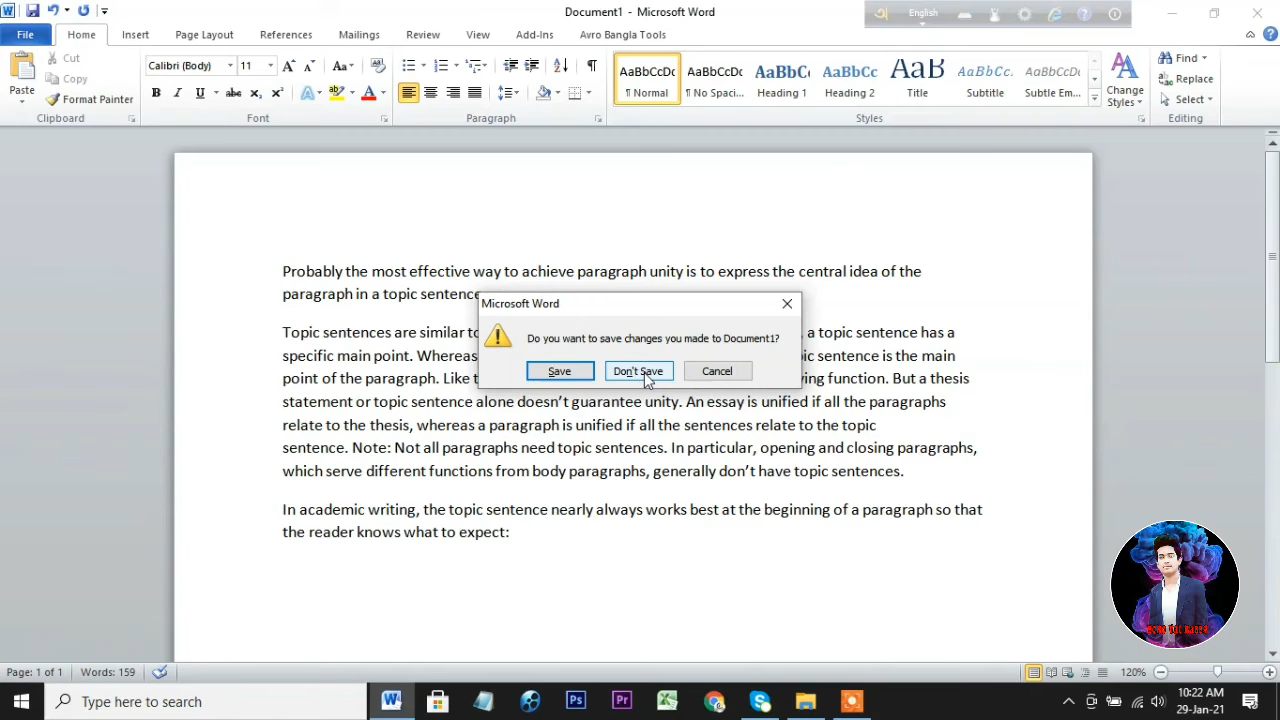 Document1 - Microsoft Word
English
File Home Insert Page Layout References Mailings Review View Add-Ins Avro Bangla Tools
Paste
Cut
Copy
Format Painter
Calibri (Body) 11
AaBbCcDc AaBbCcDc AaBbCc AaBbCc AaB AaBbCc. AaBbCcDc
¶ Normal ¶ No Spaci... Heading 1 Heading 2 Title Subtitle Subtle Em...
Change
Styles
Find
Replace
Select
Clipboard Font Paragraph Styles Editing
Probably the most effective way to achieve paragraph unity is to express the central idea of the
paragraph in a topic sentence
Microsoft Word
Do you want to save changes you made to Document1?
Save Don't Save Cancel
Topic sentences are similar to , a topic sentence has a
specific main point. Whereas ic sentence is the main
point of the paragraph. Like t ing function. But a thesis
statement or topic sentence alone doesn’t guarantee unity. An essay is unified if all the paragraphs
relate to the thesis, whereas a paragraph is unified if all the sentences relate to the topic
sentence. Note: Not all paragraphs need topic sentences. In particular, opening and closing paragraphs,
which serve different functions from body paragraphs, generally don’t have topic sentences.
In academic writing, the topic sentence nearly always works best at the beginning of a paragraph so that
the reader knows what to expect:
Page: 1 of 1 Words: 159 120%
Type here to search
10:22 AM
29-Jan-21